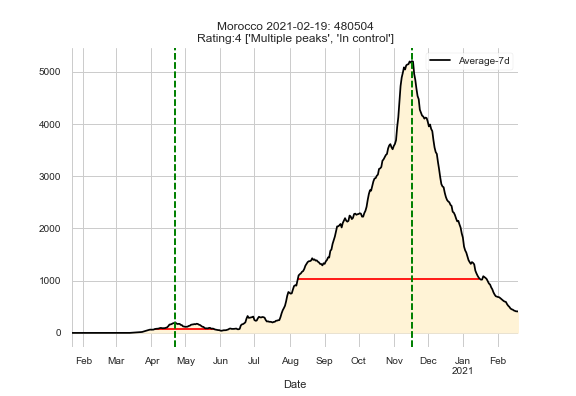 Morocco 2021-02-19: 480504
Rating:4 ['Multiple peaks', 'In control']
Average-7d
5000
4000
3000
2000
1000
0
Feb Mar Apr May Jun Jul Aug Sep Oct Nov Dec Jan Feb
2021
Date